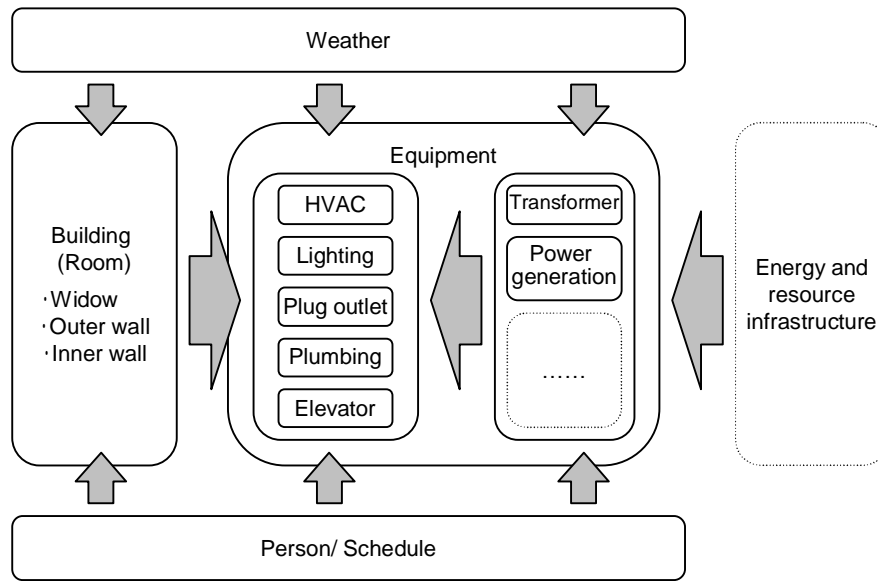 Weather
Building
(Room)
·Widow
·Outer wall
·Inner wall
Equipment
HVAC
Lighting
Plug outlet
Plumbing
Elevator
Transformer
Power
generation
……
Energy and
resource
infrastructure
Person/ Schedule